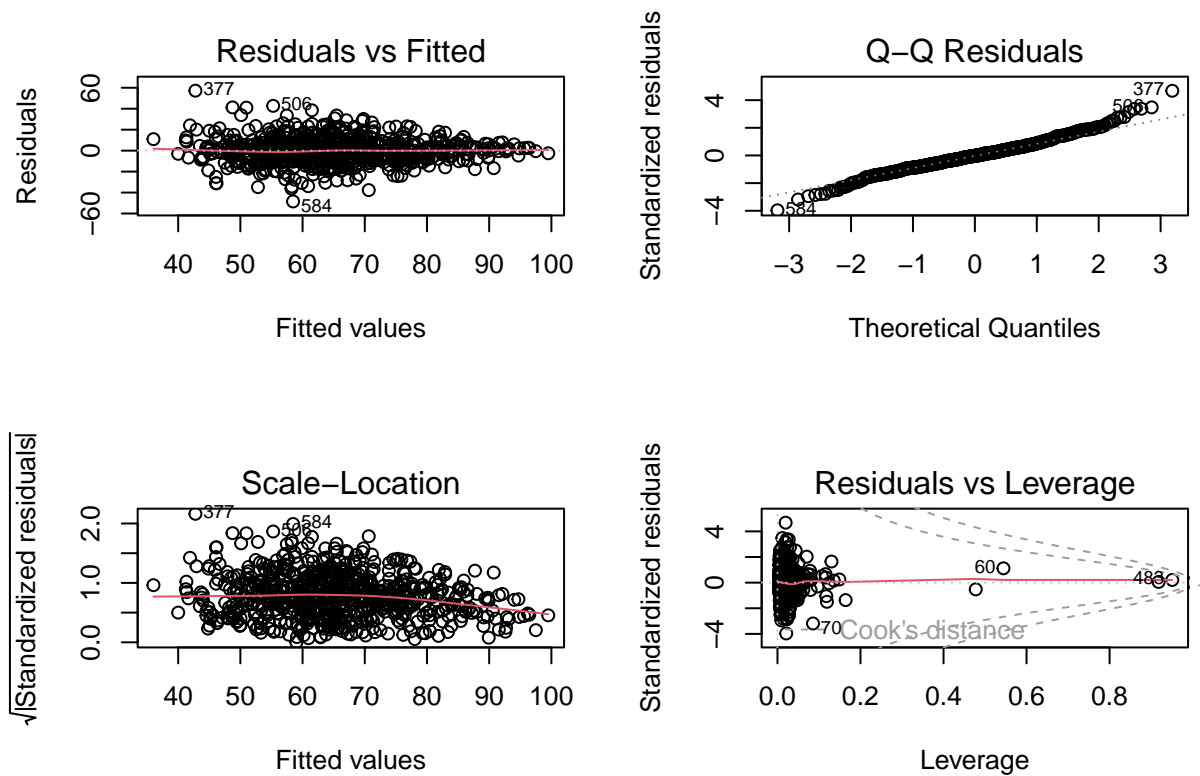 Residuals vs Fitted
Residuals
60
0
−60
377
506
584
40 50 60 70 80 90 100
Fitted values
Q−Q Residuals
Standardized residuals
4
0
−4
377
506
584
−3 −2 −1 0 1 2 3
Theoretical Quantiles
Scale−Location
√|Standardized residuals|
2.0
1.0
0.0
377
584
40 50 60 70 80 90 100
Fitted values
Residuals vs Leverage
Standardized residuals
4
0
−4
60
483
70
Cook's distance
0.0 0.2 0.4 0.6 0.8
Leverage